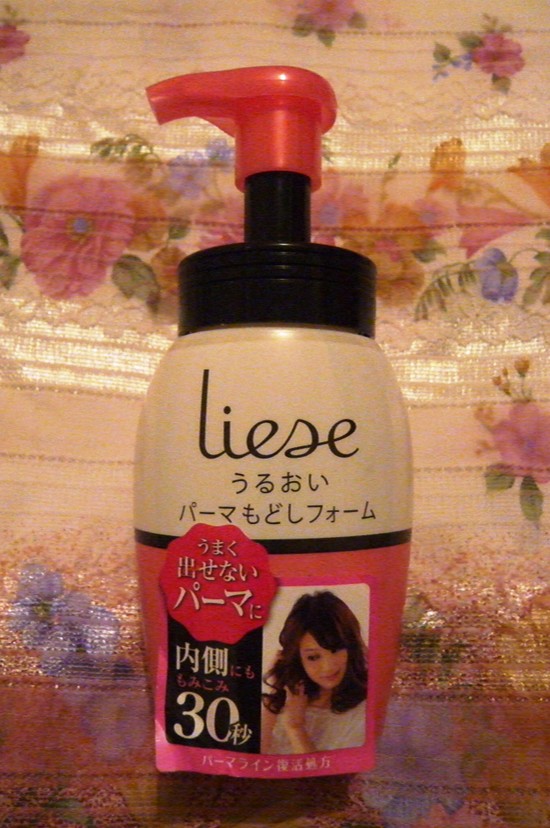 liese
うるおい
パーマもどしフォーム
うまく
出せない
パーマに
内側にも
もみこみ
30秒
パーマライン復活処方